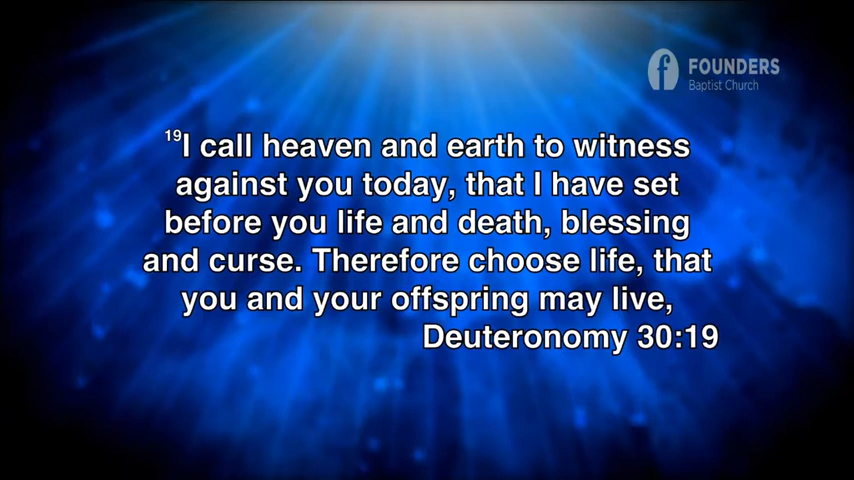 FOUNDERS
Baptist Church
19I call heaven and earth to witness
against you today, that I have set
before you life and death, blessing
and curse. Therefore choose life, that
you and your offspring may live,
Deuteronomy 30:19